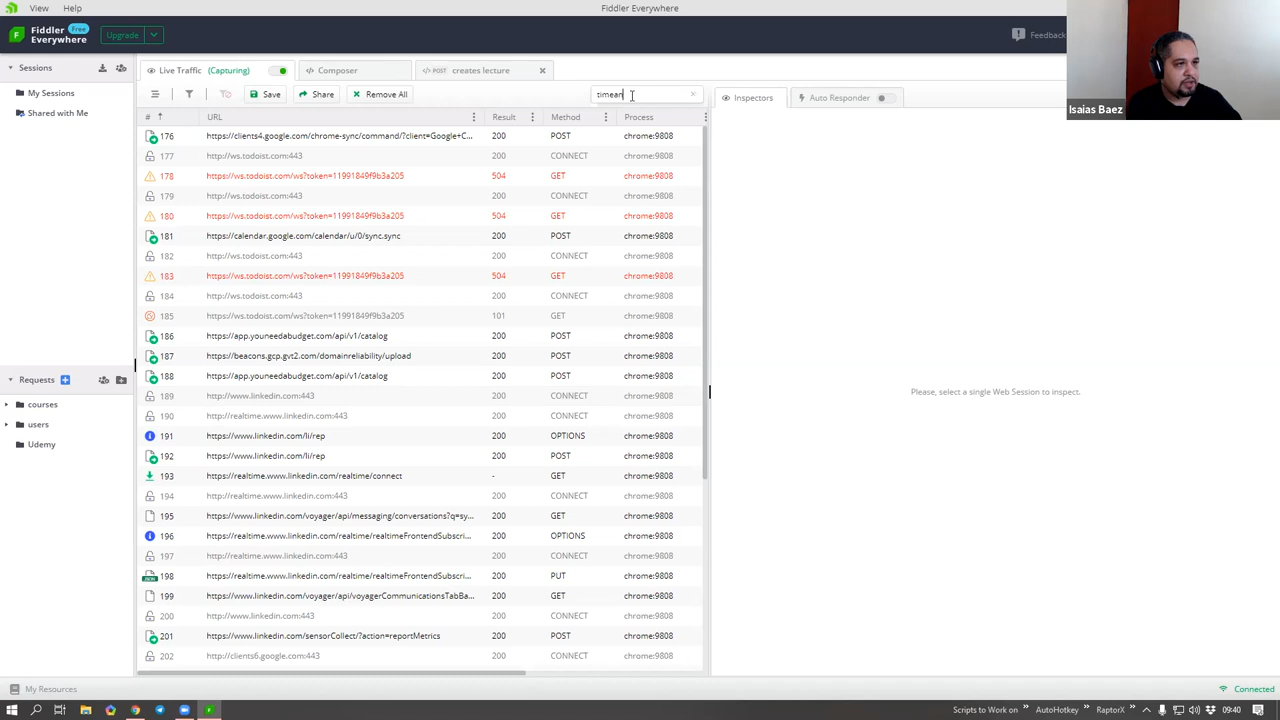 View Help
Fiddler Everywhere
Fiddler Everywhere Free
Upgrade
Feedback
Isaias Baez
Sessions
My Sessions
Shared with Me
Requests
courses
users
Udemy
Live Traffic (Capturing)
Composer
POST creates lecture
Save Share Remove All
timean
Inspectors
Auto Responder
# URL Result Method Process
176 https://clients4.google.com/chrome-sync/command/?client=Google+C... 200 POST chrome:9808
177 http://ws.todoist.com:443 200 CONNECT chrome:9808
178 https://ws.todoist.com/ws?token=11991849f9b3a205 504 GET chrome:9808
179 http://ws.todoist.com:443 200 CONNECT chrome:9808
180 https://ws.todoist.com/ws?token=11991849f9b3a205 504 GET chrome:9808
181 https://calendar.google.com/calendar/u/0/sync.sync 200 POST chrome:9808
182 http://ws.todoist.com:443 200 CONNECT chrome:9808
183 https://ws.todoist.com/ws?token=11991849f9b3a205 504 GET chrome:9808
184 http://ws.todoist.com:443 200 CONNECT chrome:9808
185 https://ws.todoist.com/ws?token=11991849f9b3a205 101 GET chrome:9808
186 https://app.youneedabudget.com/api/v1/catalog 200 POST chrome:9808
187 https://beacons.gcp.gvt2.com/domainreliability/upload 200 POST chrome:9808
188 https://app.youneedabudget.com/api/v1/catalog 200 POST chrome:9808
189 http://www.linkedin.com:443 200 CONNECT chrome:9808
190 http://realtime.www.linkedin.com:443 200 CONNECT chrome:9808
191 https://www.linkedin.com/li/rep 200 OPTIONS chrome:9808
192 https://www.linkedin.com/li/rep 200 POST chrome:9808
193 https://realtime.www.linkedin.com/realtime/connect - GET chrome:9808
194 http://realtime.www.linkedin.com:443 200 CONNECT chrome:9808
195 https://www.linkedin.com/voyager/api/messaging/conversations?q=sy... 200 GET chrome:9808
196 https://www.linkedin.com/realtime/realtimeFrontendSubscri... 200 OPTIONS chrome:9808
197 http://realtime.www.linkedin.com:443 200 CONNECT chrome:9808
198 https://realtime.www.linkedin.com/realtime/realtimeFrontendSubscri... 200 PUT chrome:9808
199 https://www.linkedin.com/voyager/api/voyagerCommunicationsTabBa... 200 GET chrome:9808
200 http://www.linkedin.com:443 200 CONNECT chrome:9808
201 https://www.linkedin.com/sensorCollect/?action=reportMetrics 200 POST chrome:9808
202 http://clients6.google.com:443 200 CONNECT chrome:9808
Please, select a single Web Session to inspect.
My Resources
Connected
Scripts to Work on » AutoHotkey » RaptorX » 09:40